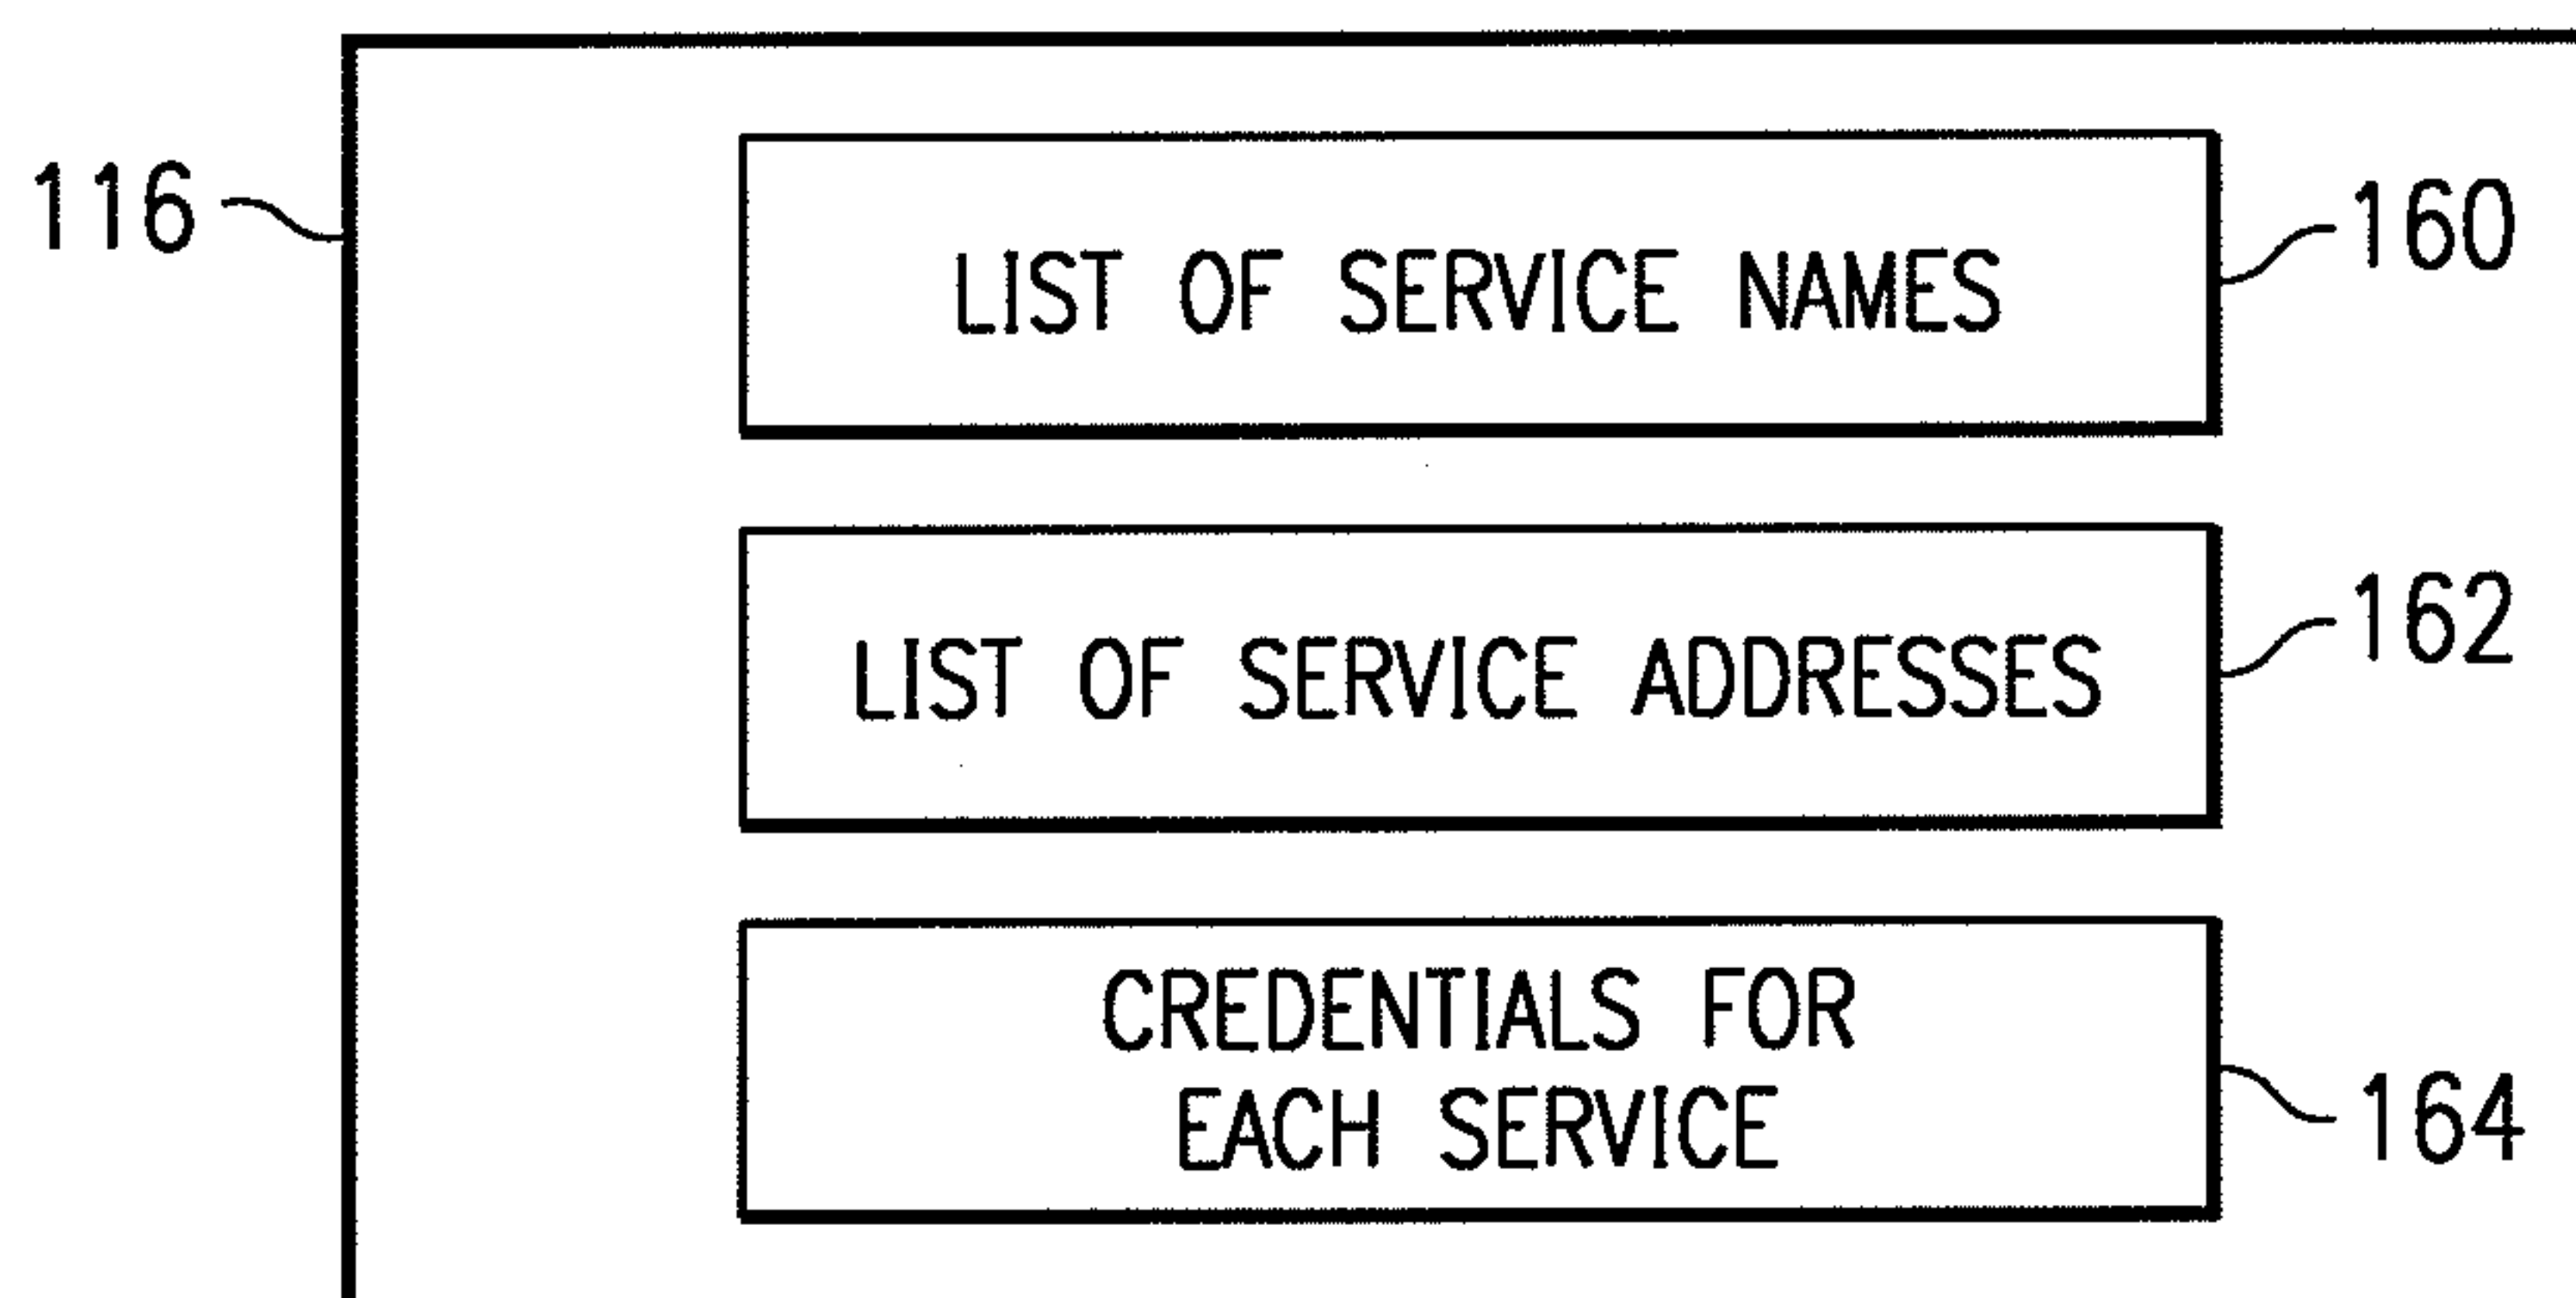 116
LIST OF SERVICE NAMES
160
LIST OF SERVICE ADDRESSES
162
CREDENTIALS FOR
EACH SERVICE
164